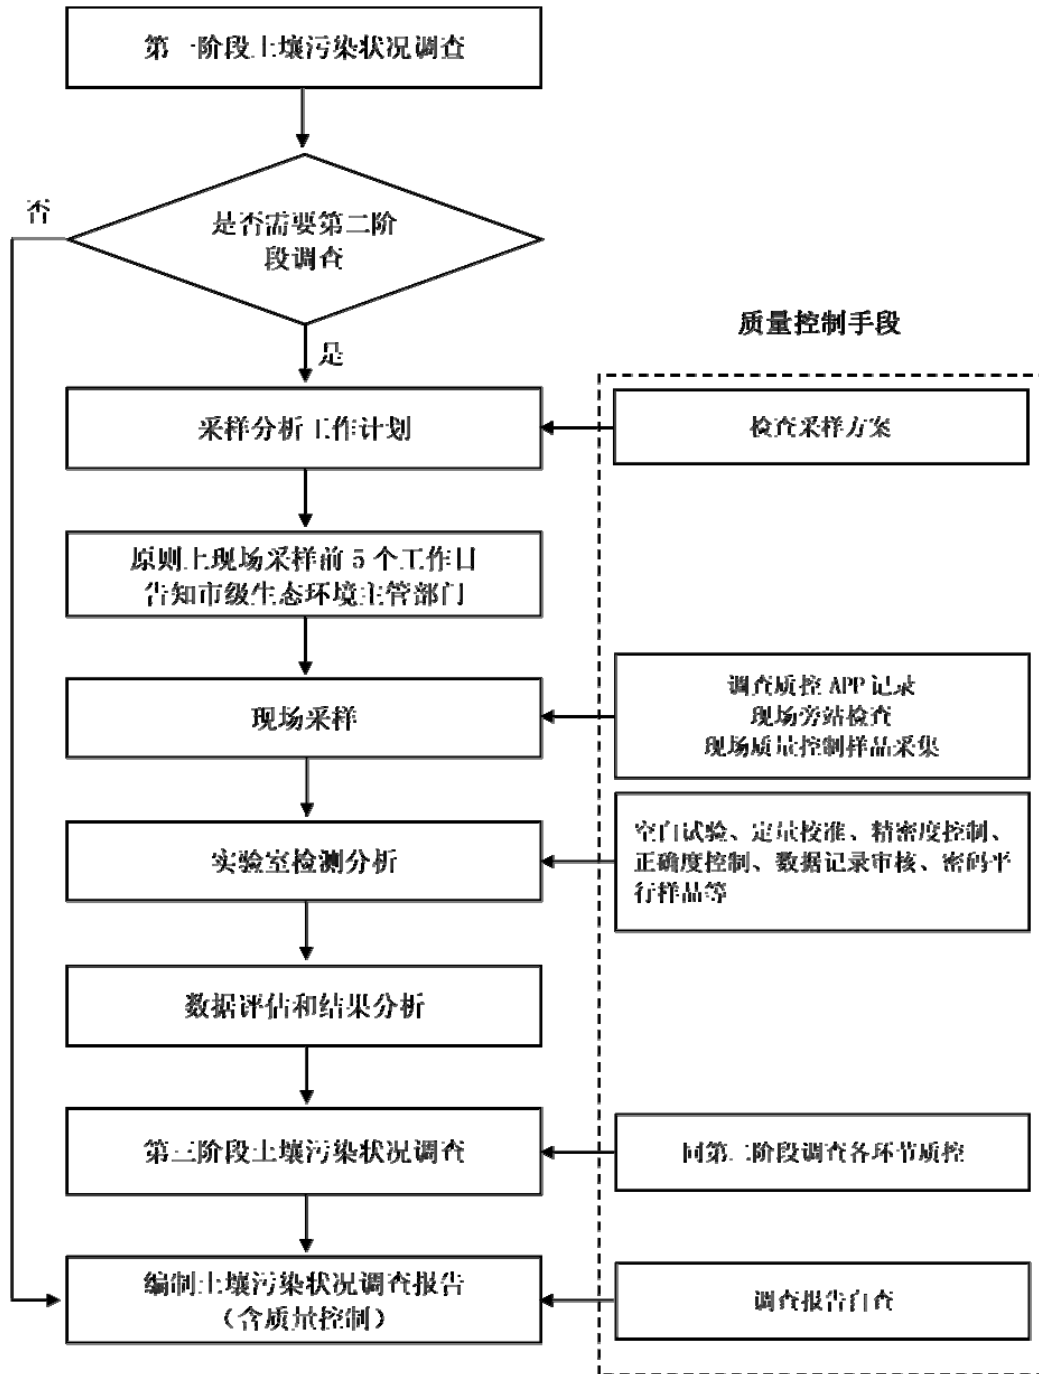 第一阶段土壤污染状况调查
否
是否需要第二阶
段调查
质量控制手段
是
采样分析工作计划
检查采样方案
原则上现场采样前 5 个工作日
告知市级生态环境主管部门
现场采样
调查质控 APP 记录
现场旁站检查
现场质量控制样品采集
实验室检测分析
空白试验、定量校准、精密度控制、
正确度控制、数据记录审核、密码平
行样品等
数据评估和结果分析
第三阶段土壤污染状况调查
同第二阶段调查各环节质控
编制土壤污染状况调查报告
（含质量控制）
调查报告自查